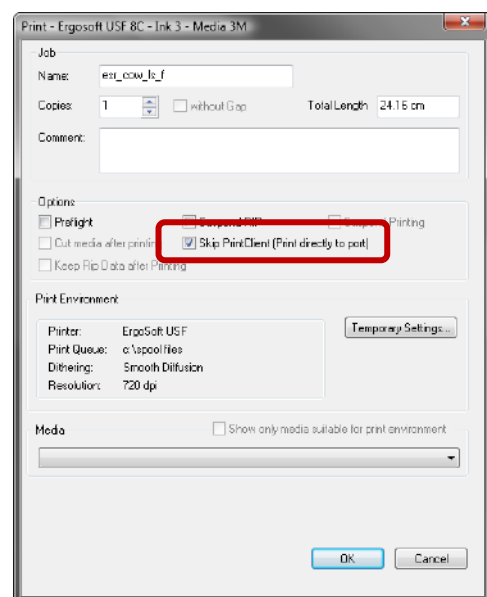 Print - Ergosoft USF 8C - Ink 3 - Media 3M
Job
Name: esi_cow_ls_f
Copies: 1 without Gap Total Length 24.16 cm
Comment:
Options
Preflight RIP Printing
Cut media after printing Skip PrintClient (Print directly to port)
Keep Rip Data after Printing
Print Environment
Printer: ErgoSoft USF
Temporary Settings...
Print Queue: c:\spool files
Dithering: Smooth Diffusion
Resolution: 720 dpi
Media Show only media suitable for print environment
OK Cancel